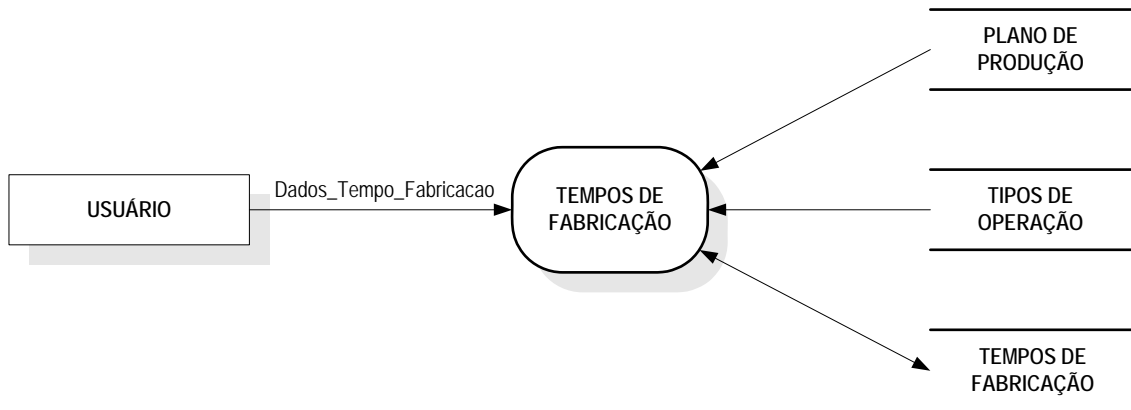 PLANO DE
PRODUÇÃO
USUÁRIO
Dados_Tempo_Fabricacao
TEMPOS DE
FABRICAÇÃO
TIPOS DE
OPERAÇÃO
TEMPOS DE
FABRICAÇÃO